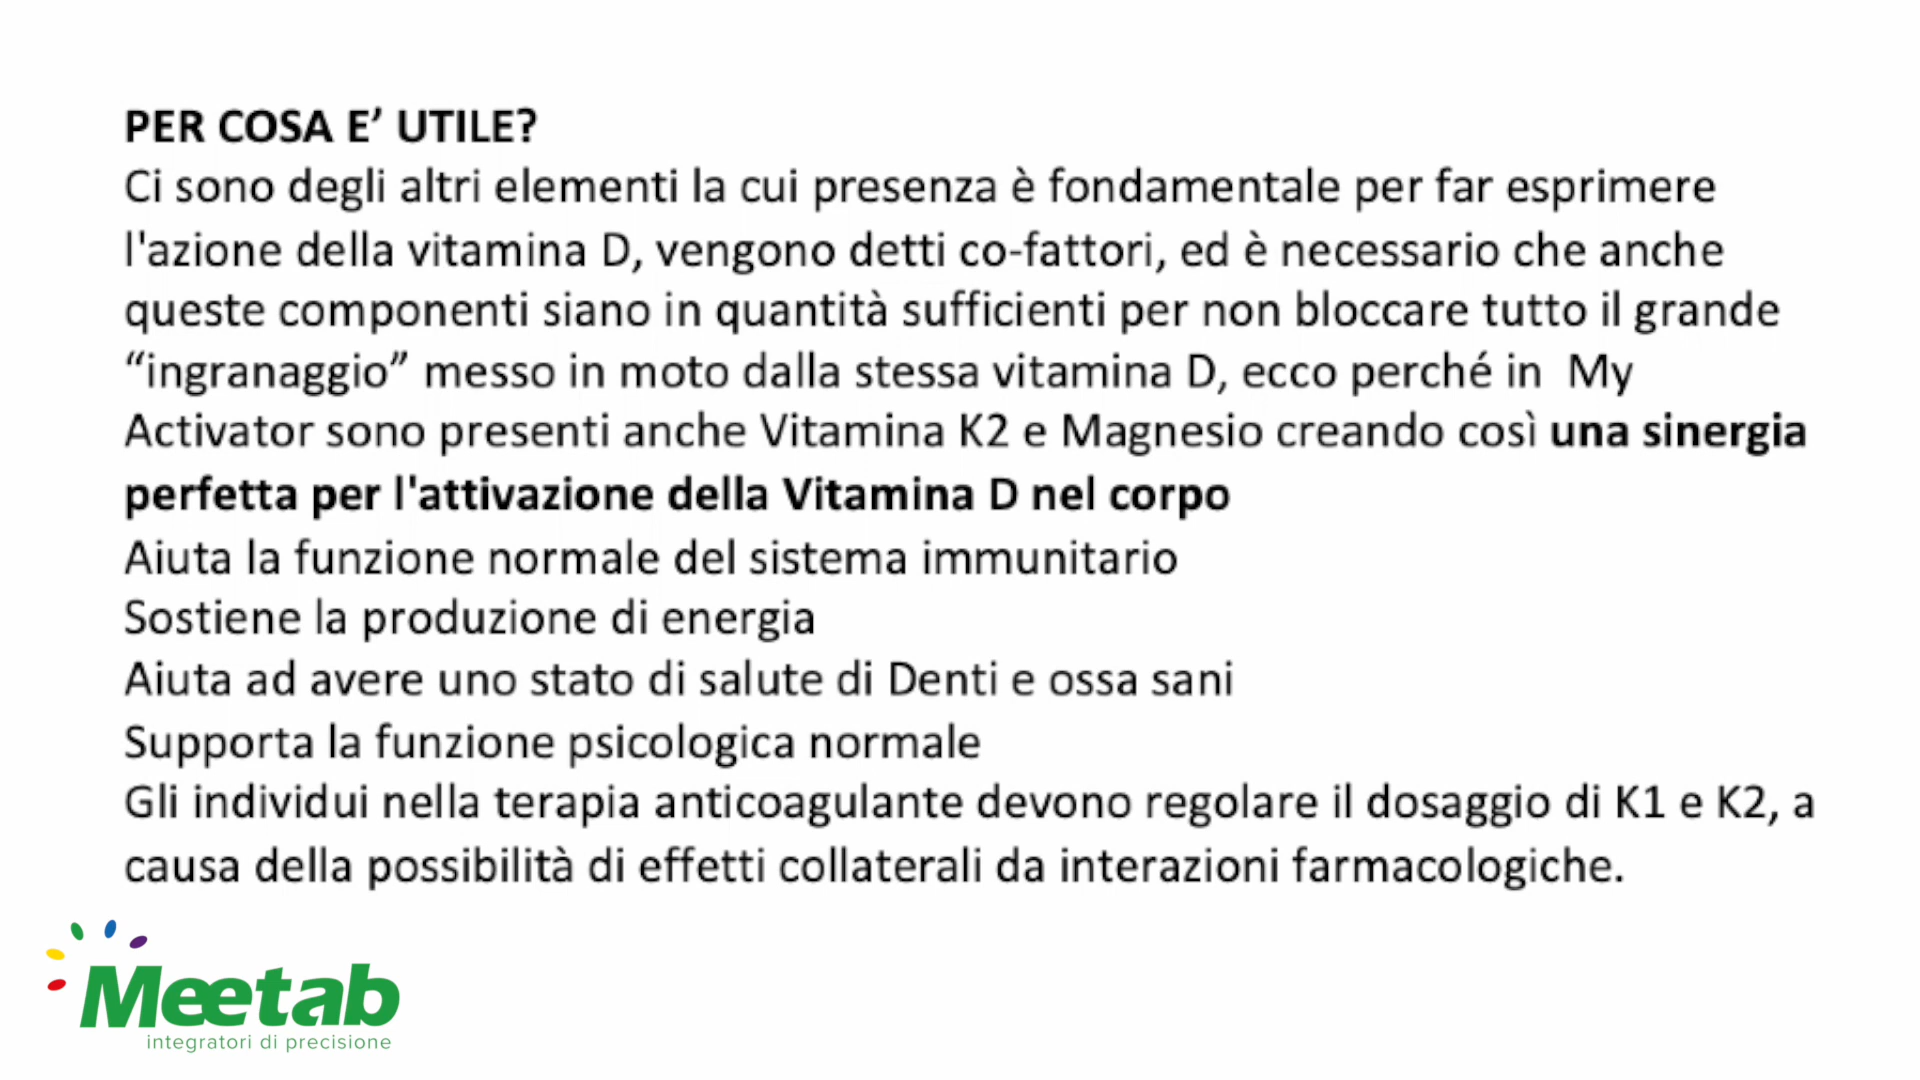 PER COSA E’ UTILE?
Ci sono degli altri elementi la cui presenza è fondamentale per far esprimere
l'azione della vitamina D, vengono detti co-fattori, ed è necessario che anche
queste componenti siano in quantità sufficienti per non bloccare tutto il grande
“ingranaggio” messo in moto dalla stessa vitamina D, ecco perché in My
Activator sono presenti anche Vitamina K2 e Magnesio creando così una sinergia
perfetta per l'attivazione della Vitamina D nel corpo
Aiuta la funzione normale del sistema immunitario
Sostiene la produzione di energia
Aiuta ad avere uno stato di salute di Denti e ossa sani
Supporta la funzione psicologica normale
Gli individui nella terapia anticoagulante devono regolare il dosaggio di K1 e K2, a
causa della possibilità di effetti collaterali da interazioni farmacologiche.
Meetab
integratori di precisione